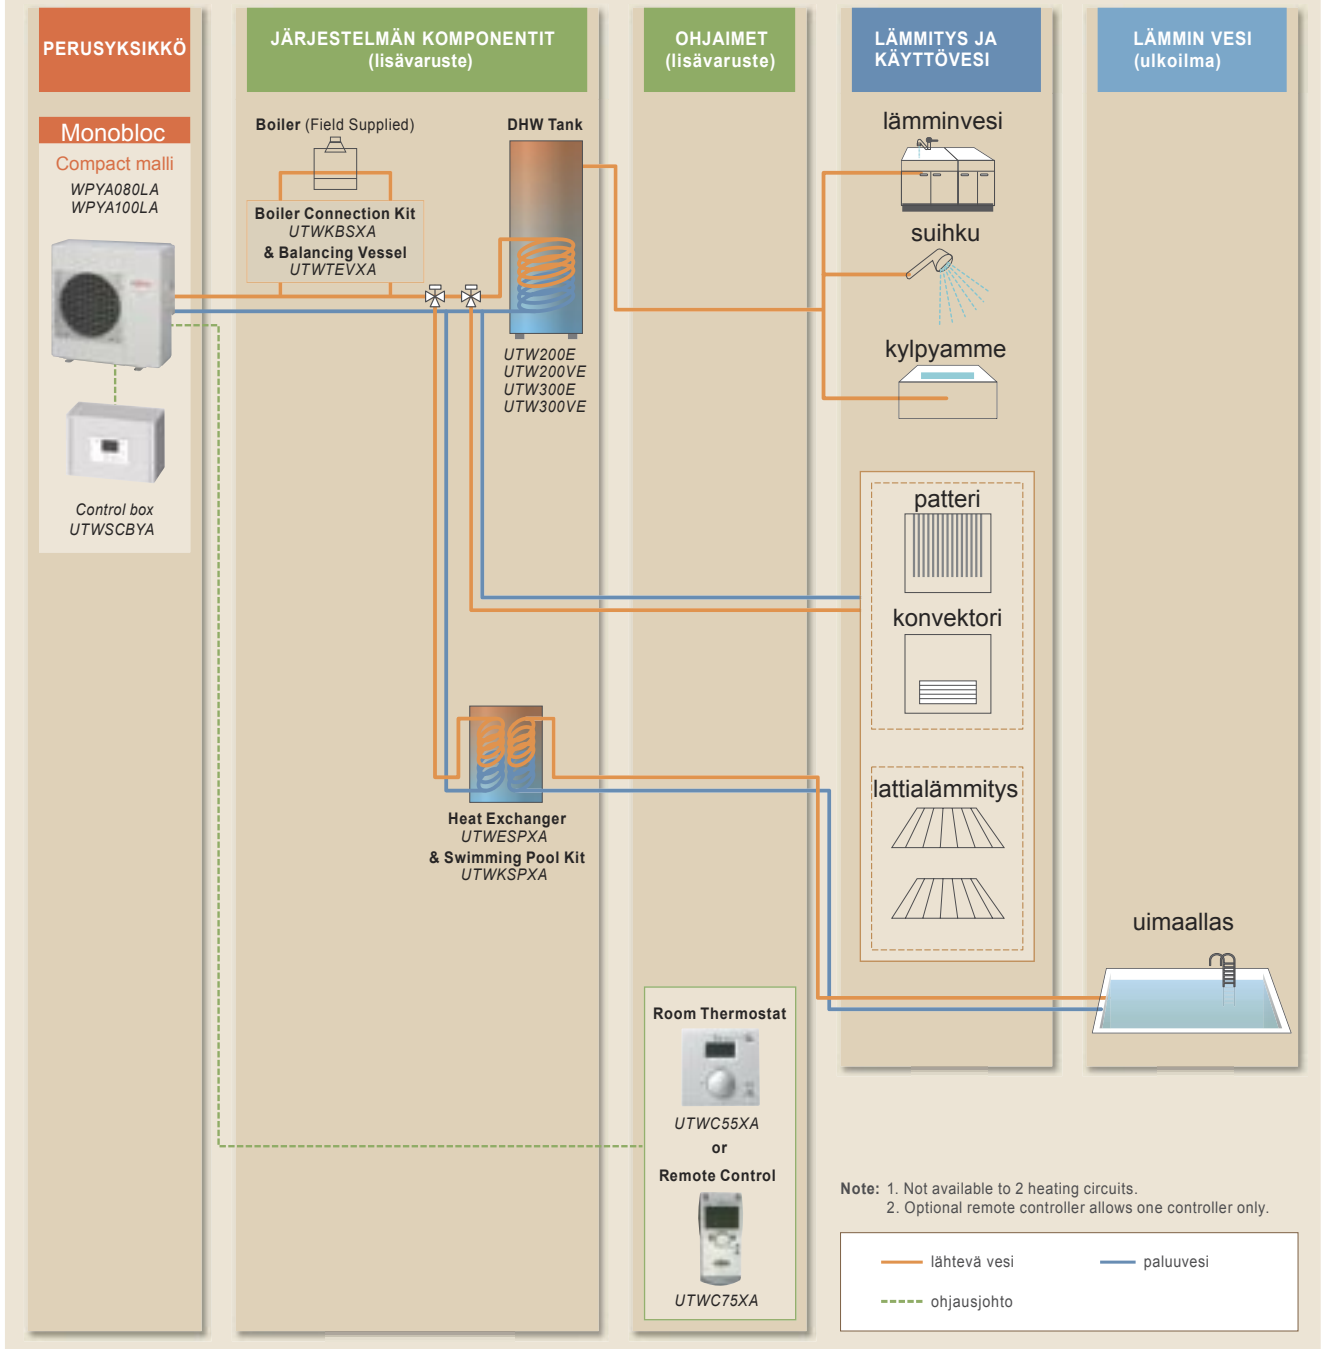 PERUSYKSIKKÖ
Monobloc
Compact malli
WPYA080LA
WPYA100LA
Control box
UTWSCBYA
JÄRJESTELMÄN KOMPONENTIT
(lisävaruste)
Boiler (Field Supplied)
Boiler Connection Kit
UTWKBSXA
& Balancing Vessel
UTWTEVXA
DHW Tank
UTW200E
UTW200VE
UTW300E
UTW300VE
Heat Exchanger
UTWESPXA
& Swimming Pool Kit
UTWKSPXA
OHJAIMET
(lisävaruste)
Room Thermostat
UTWC55XA
or
Remote Control
UTWC75XA
LÄMMITYS JA
KÄYTTÖVESI
lämminvesi
suihku
kylpyamme
patteri
konvektori
lattialämmitys
LÄMMIN VESI
(ulkoilma)
uimaallas
Note: 1. Not available to 2 heating circuits.
2. Optional remote controller allows one controller only.
lähtevä vesi
paluuvesi
ohjausjohto